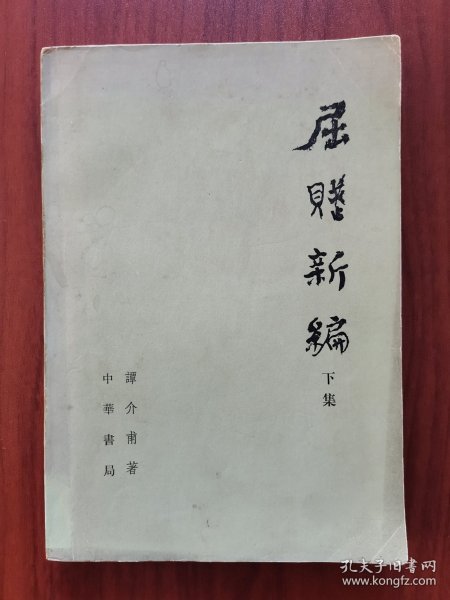 屈賦新編
下集
譚介甫著
中華書局
孔夫子旧书网
www.kongfz.com